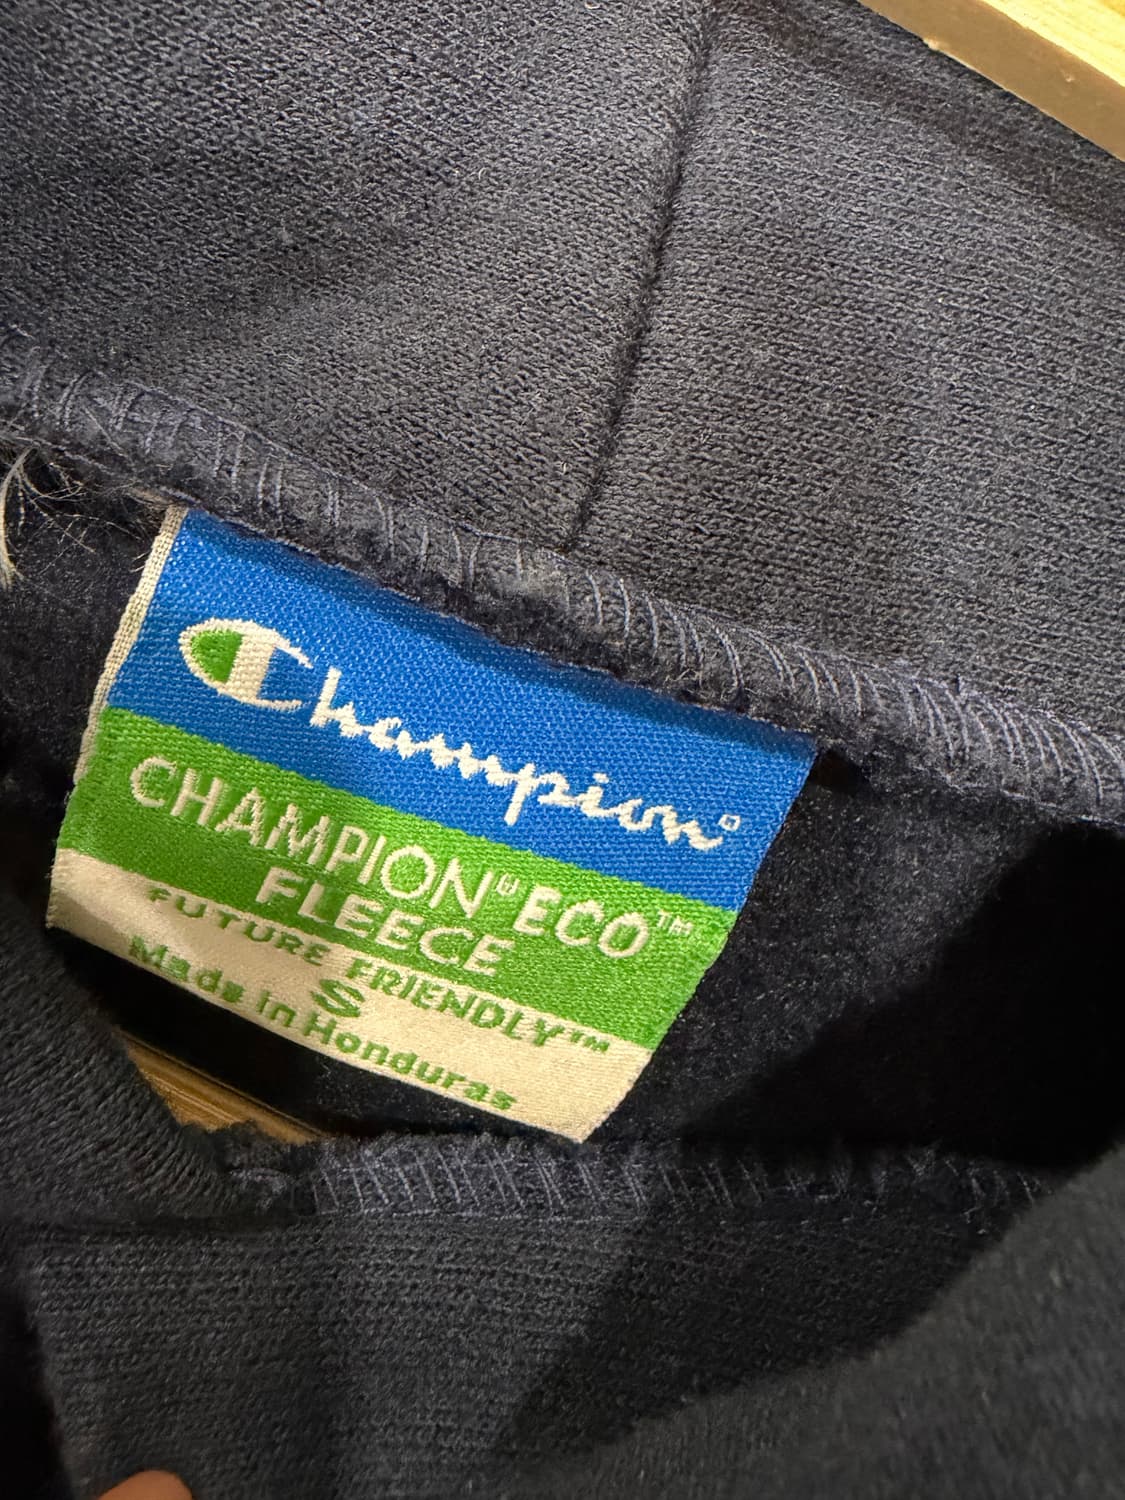 Champion®
CHAMPION® ECO™
FLEECE
FUTURE FRIENDLY™
S
Made in Honduras